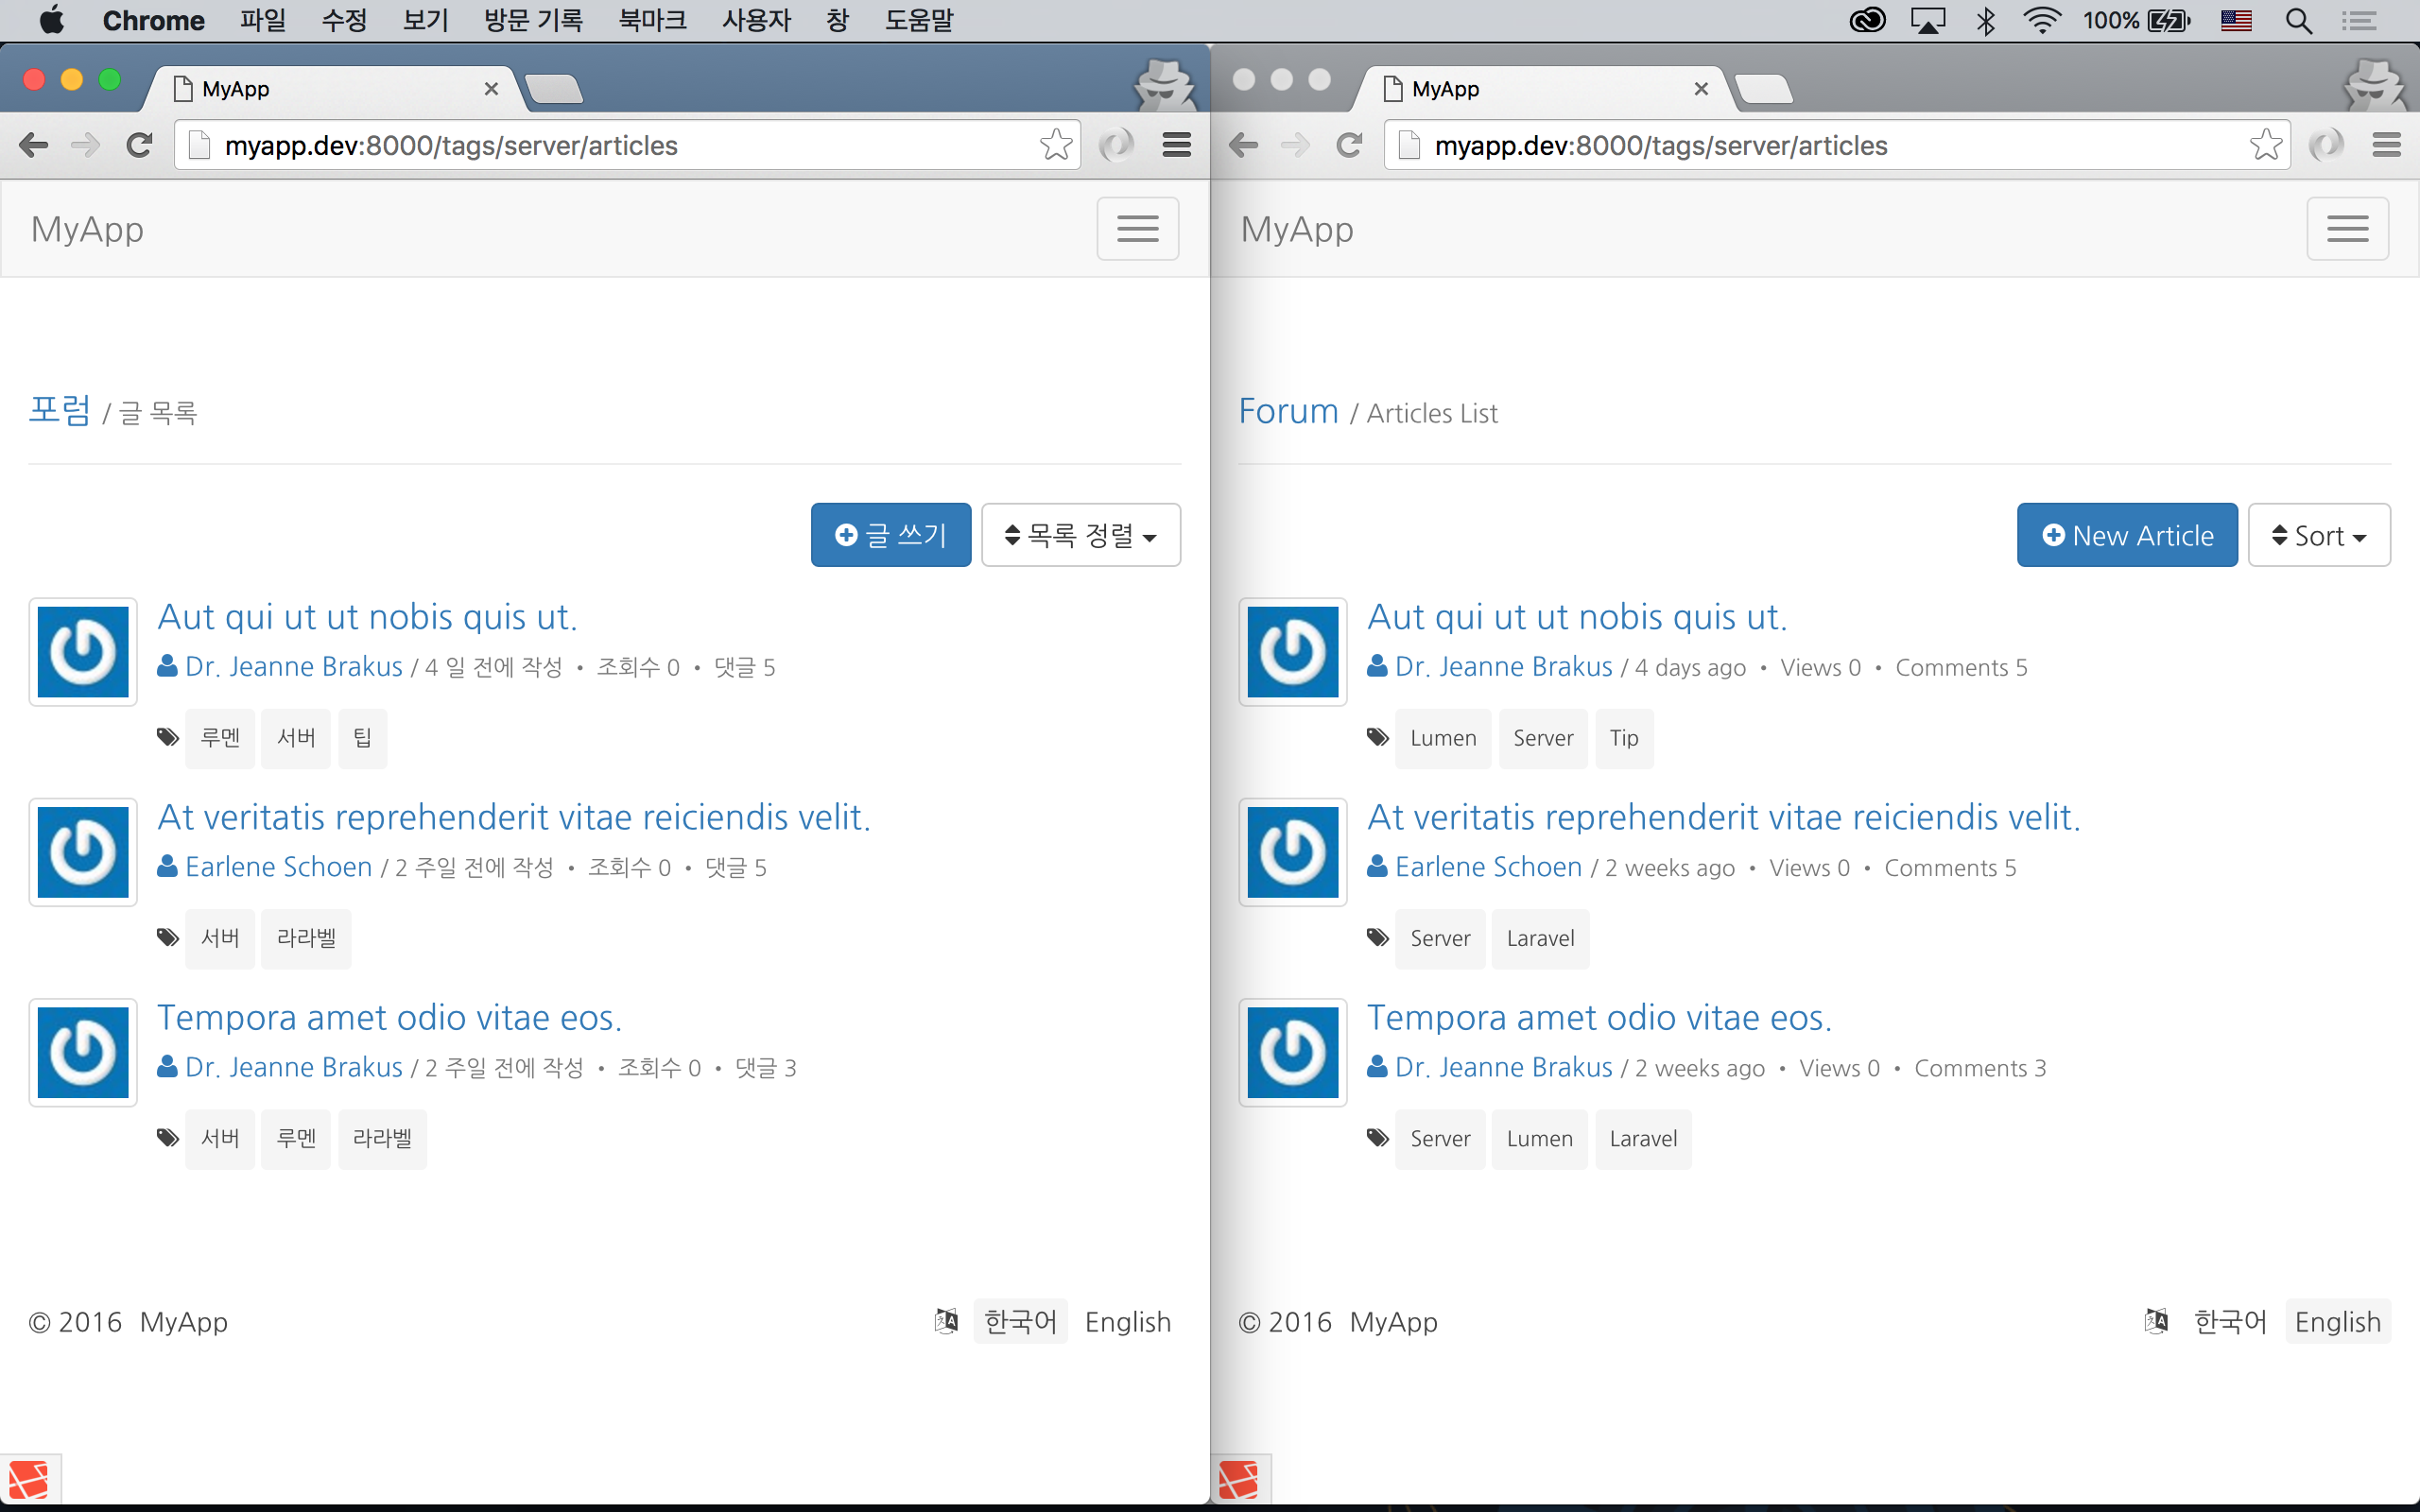 Chrome 파일 수정 보기 방문 기록 북마크 사용자 창 도움말 100%
MyApp
myapp.dev:8000/tags/server/articles
MyApp
포럼 / 글 목록
글 쓰기 목록 정렬
Aut qui ut ut nobis quis ut.
Dr. Jeanne Brakus / 4 일 전에 작성 • 조회수 0 • 댓글 5
루멘 서버 팁
At veritatis reprehenderit vitae reiciendis velit.
Earlene Schoen / 2 주일 전에 작성 • 조회수 0 • 댓글 5
서버 라라벨
Tempora amet odio vitae eos.
Dr. Jeanne Brakus / 2 주일 전에 작성 • 조회수 0 • 댓글 3
서버 루멘 라라벨
© 2016 MyApp 한국어 English
MyApp
myapp.dev:8000/tags/server/articles
MyApp
Forum / Articles List
New Article Sort
Aut qui ut ut nobis quis ut.
Dr. Jeanne Brakus / 4 days ago • Views 0 • Comments 5
Lumen Server Tip
At veritatis reprehenderit vitae reiciendis velit.
Earlene Schoen / 2 weeks ago • Views 0 • Comments 5
Server Laravel
Tempora amet odio vitae eos.
Dr. Jeanne Brakus / 2 weeks ago • Views 0 • Comments 3
Server Lumen Laravel
© 2016 MyApp 한국어 English